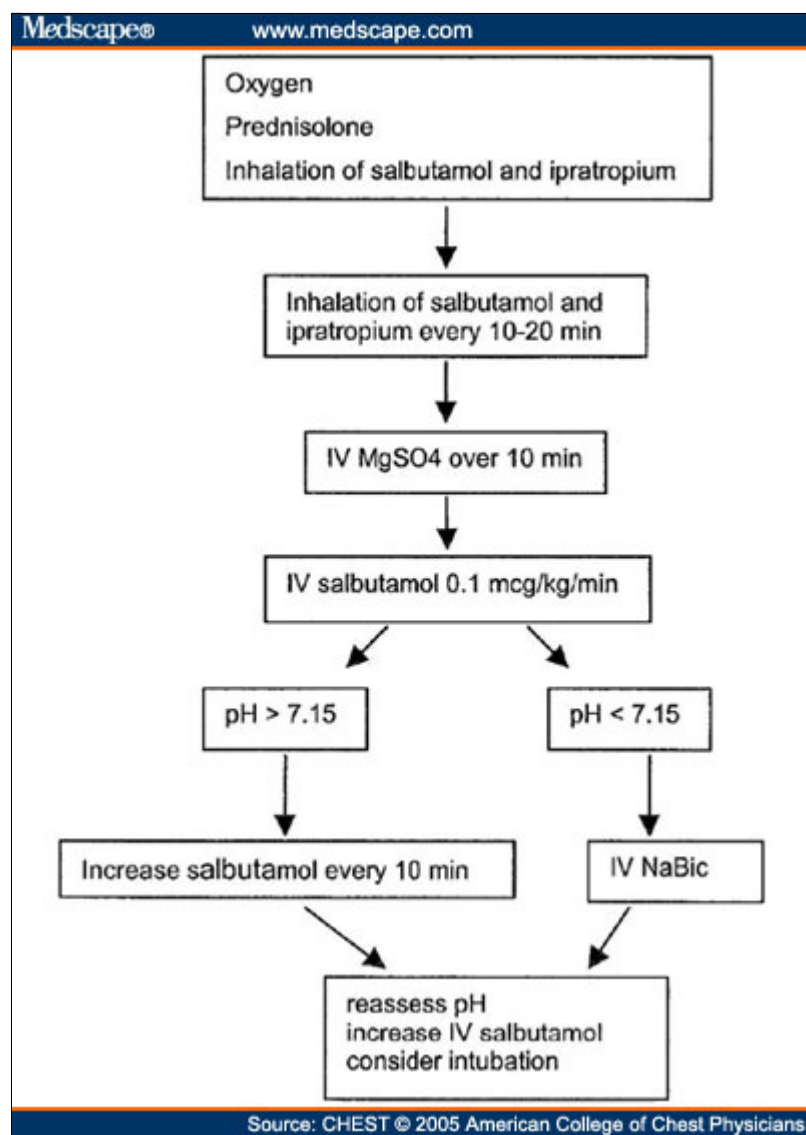 Medscape® www.medscape.com
Oxygen
Prednisolone
Inhalation of salbutamol and ipratropium
Inhalation of salbutamol and
ipratropium every 10-20 min
IV MgSO4 over 10 min
IV salbutamol 0.1 mcg/kg/min
pH > 7.15
pH < 7.15
Increase salbutamol every 10 min
IV NaBic
reassess pH
increase IV salbutamol
consider intubation
Source: CHEST © 2005 American College of Chest Physicians